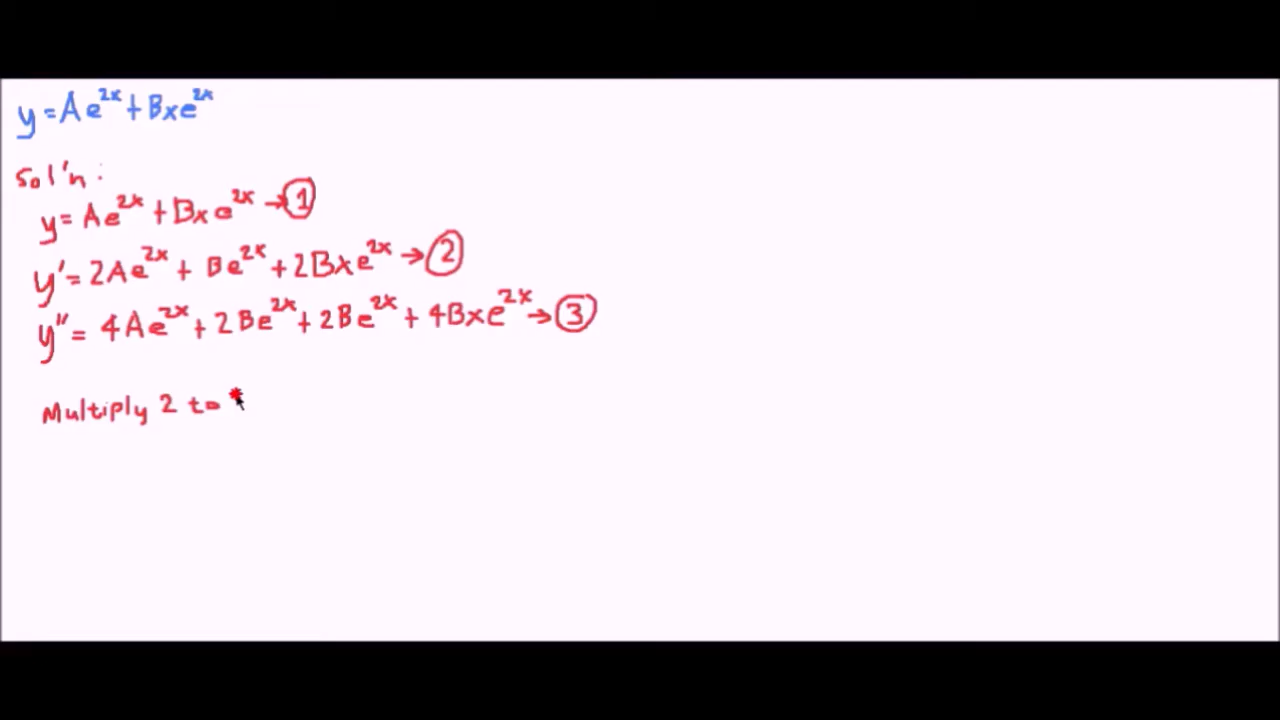 y = Ae^{2x} + Bxe^{2x}
Sol'n :
y = Ae^{2x} + Bxe^{2x} → ①
y' = 2Ae^{2x} + Be^{2x} + 2Bxe^{2x} → ②
y'' = 4Ae^{2x} + 2Be^{2x} + 2Be^{2x} + 4Bxe^{2x} → ③
Multiply 2 to